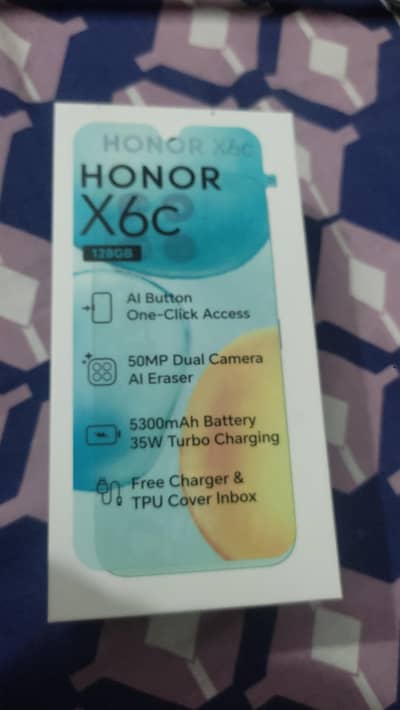 HONOR X6c
HONOR
X6c
128GB
AI Button
One-Click Access
50MP Dual Camera
AI Eraser
5300mAh Battery
35W Turbo Charging
Free Charger &
TPU Cover Inbox